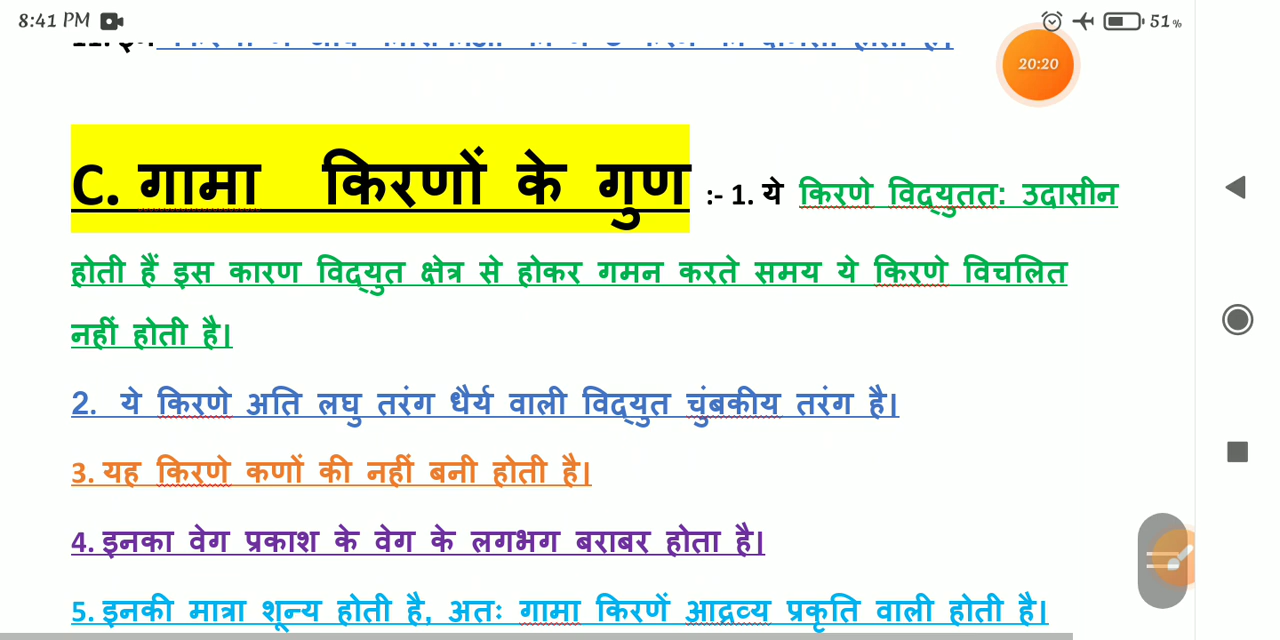 8:41 PM
51%
20:20
C. गामा किरणों के गुण :- 1. ये किरणे विद्युतत: उदासीन
होती हैं इस कारण विद्युत क्षेत्र से होकर गमन करते समय ये किरणे विचलित
नहीं होती है।
2. ये किरणे अति लघु तरंग धैर्य वाली विद्युत चुंबकीय तरंग है।
3. यह किरणे कणों की नहीं बनी होती है।
4. इनका वेग प्रकाश के वेग के लगभग बराबर होता है।
5. इनकी मात्रा शून्य होती है, अतः गामा किरणें आद्रव्य प्रकृति वाली होती है।